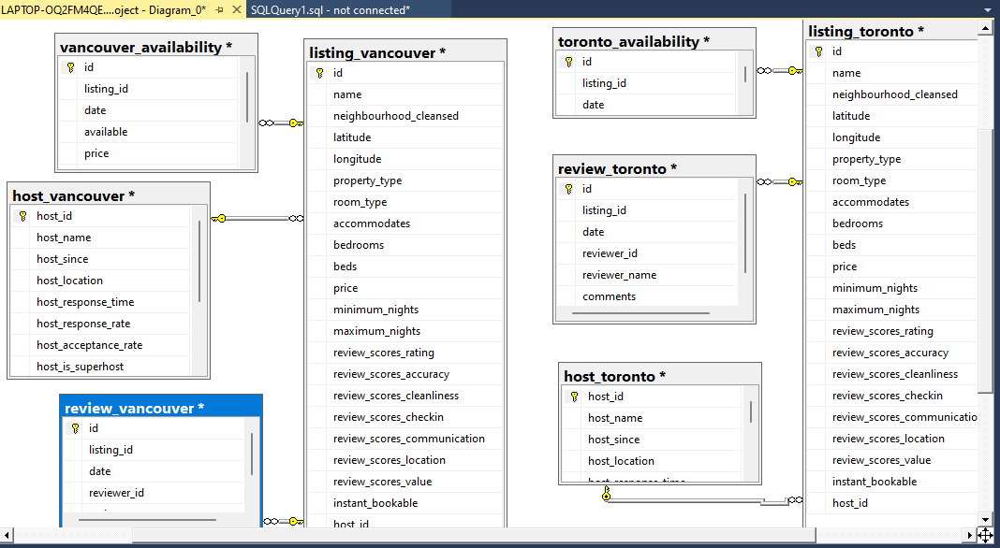 LAPTOP-OQ2FM4QE....oject - Diagram_0*
SQLQuery1.sql - not connected*
vancouver_availability *
id
listing_id
date
available
price
host_vancouver *
host_id
host_name
host_since
host_location
host_response_time
host_response_rate
host_acceptance_rate
host_is_superhost
review_vancouver *
id
listing_id
date
reviewer_id
listing_vancouver *
id
name
neighbourhood_cleansed
latitude
longitude
property_type
room_type
accommodates
bedrooms
beds
price
minimum_nights
maximum_nights
review_scores_rating
review_scores_accuracy
review_scores_cleanliness
review_scores_checkin
review_scores_communication
review_scores_location
review_scores_value
instant_bookable
host_id
toronto_availability *
id
listing_id
date
review_toronto *
id
listing_id
date
reviewer_id
reviewer_name
comments
host_toronto *
host_id
host_name
host_since
host_location
host_response_time
listing_toronto *
id
name
neighbourhood_cleansed
latitude
longitude
property_type
room_type
accommodates
bedrooms
beds
price
minimum_nights
maximum_nights
review_scores_rating
review_scores_accuracy
review_scores_cleanliness
review_scores_checkin
review_scores_communicatio
review_scores_location
review_scores_value
instant_bookable
host_id